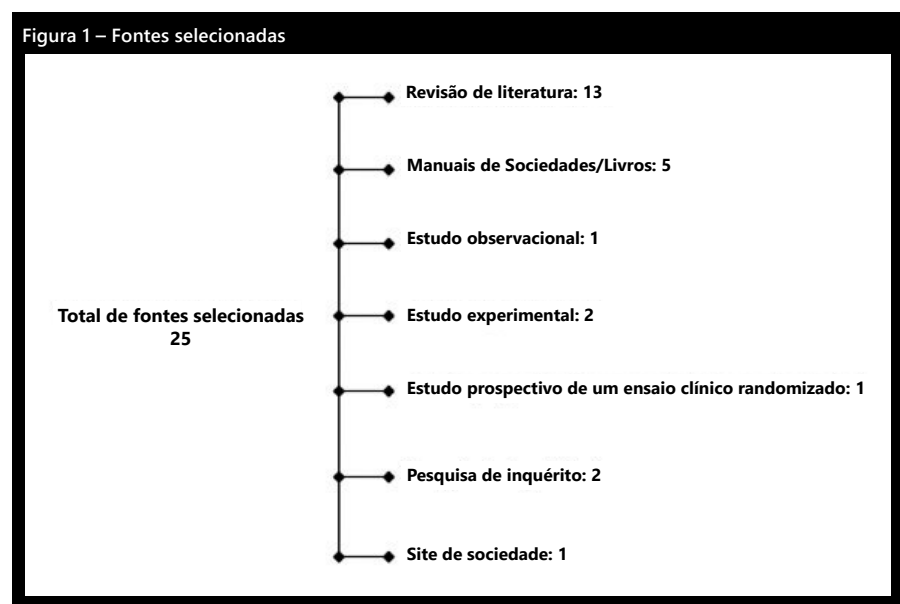 Figura 1 – Fontes selecionadas
Revisão de literatura: 13
Manuais de Sociedades/Livros: 5
Estudo observacional: 1
Total de fontes selecionadas
25
Estudo experimental: 2
Estudo prospectivo de um ensaio clínico randomizado: 1
Pesquisa de inquérito: 2
Site de sociedade: 1